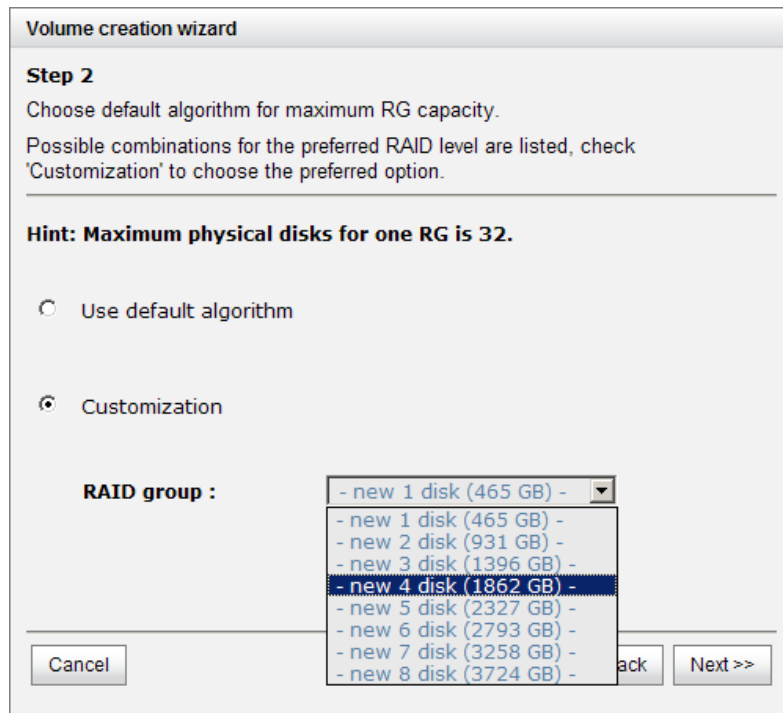 Volume creation wizard
Step 2
Choose default algorithm for maximum RG capacity.
Possible combinations for the preferred RAID level are listed, check
'Customization' to choose the preferred option.
Hint: Maximum physical disks for one RG is 32.
Use default algorithm
Customization
RAID group :
- new 1 disk (465 GB) -
- new 1 disk (465 GB) -
- new 2 disk (931 GB) -
- new 3 disk (1396 GB) -
- new 4 disk (1862 GB) -
- new 5 disk (2327 GB) -
- new 6 disk (2793 GB) -
- new 7 disk (3258 GB) -
- new 8 disk (3724 GB) -
Cancel
ack
Next >>